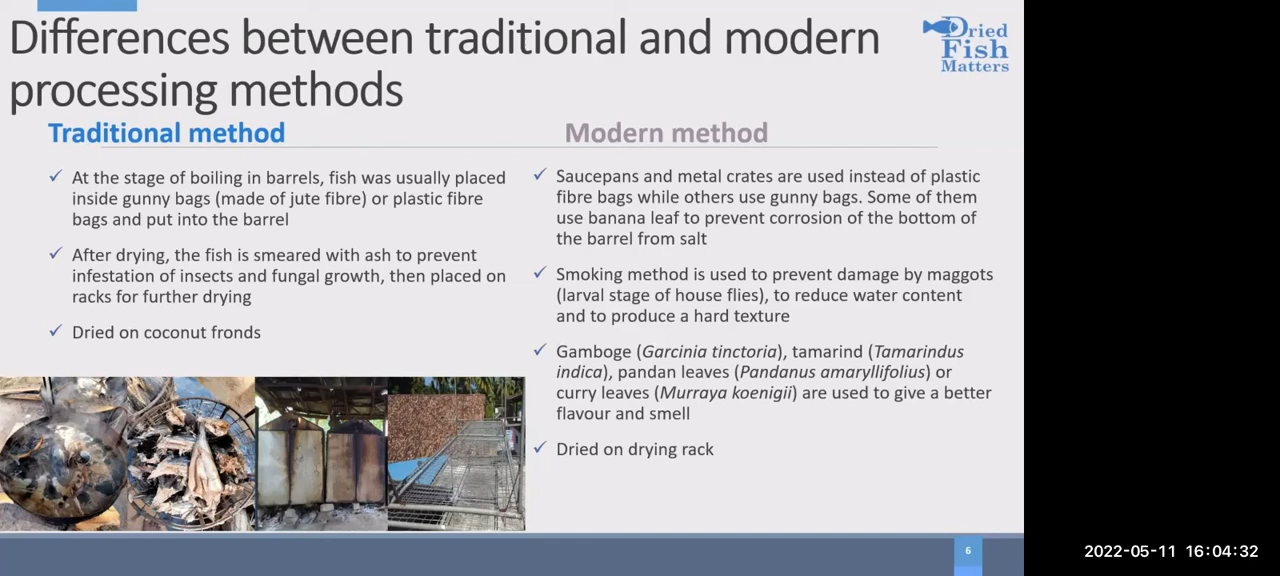 Differences between traditional and modern
processing methods
Dried
Fish
Matters
Traditional method
At the stage of boiling in barrels, fish was usually placed
inside gunny bags (made of jute fibre) or plastic fibre
bags and put into the barrel
After drying, the fish is smeared with ash to prevent
infestation of insects and fungal growth, then placed on
racks for further drying
Dried on coconut fronds
Modern method
Saucepans and metal crates are used instead of plastic
fibre bags while others use gunny bags. Some of them
use banana leaf to prevent corrosion of the bottom of
the barrel from salt
Smoking method is used to prevent damage by maggots
(larval stage of house flies), to reduce water content
and to produce a hard texture
Gamboge (Garcinia tinctoria), tamarind (Tamarindus
indica), pandan leaves (Pandanus amaryllifolius) or
curry leaves (Murraya koenigii) are used to give a better
flavour and smell
Dried on drying rack
6
2022-05-11 16:04:32